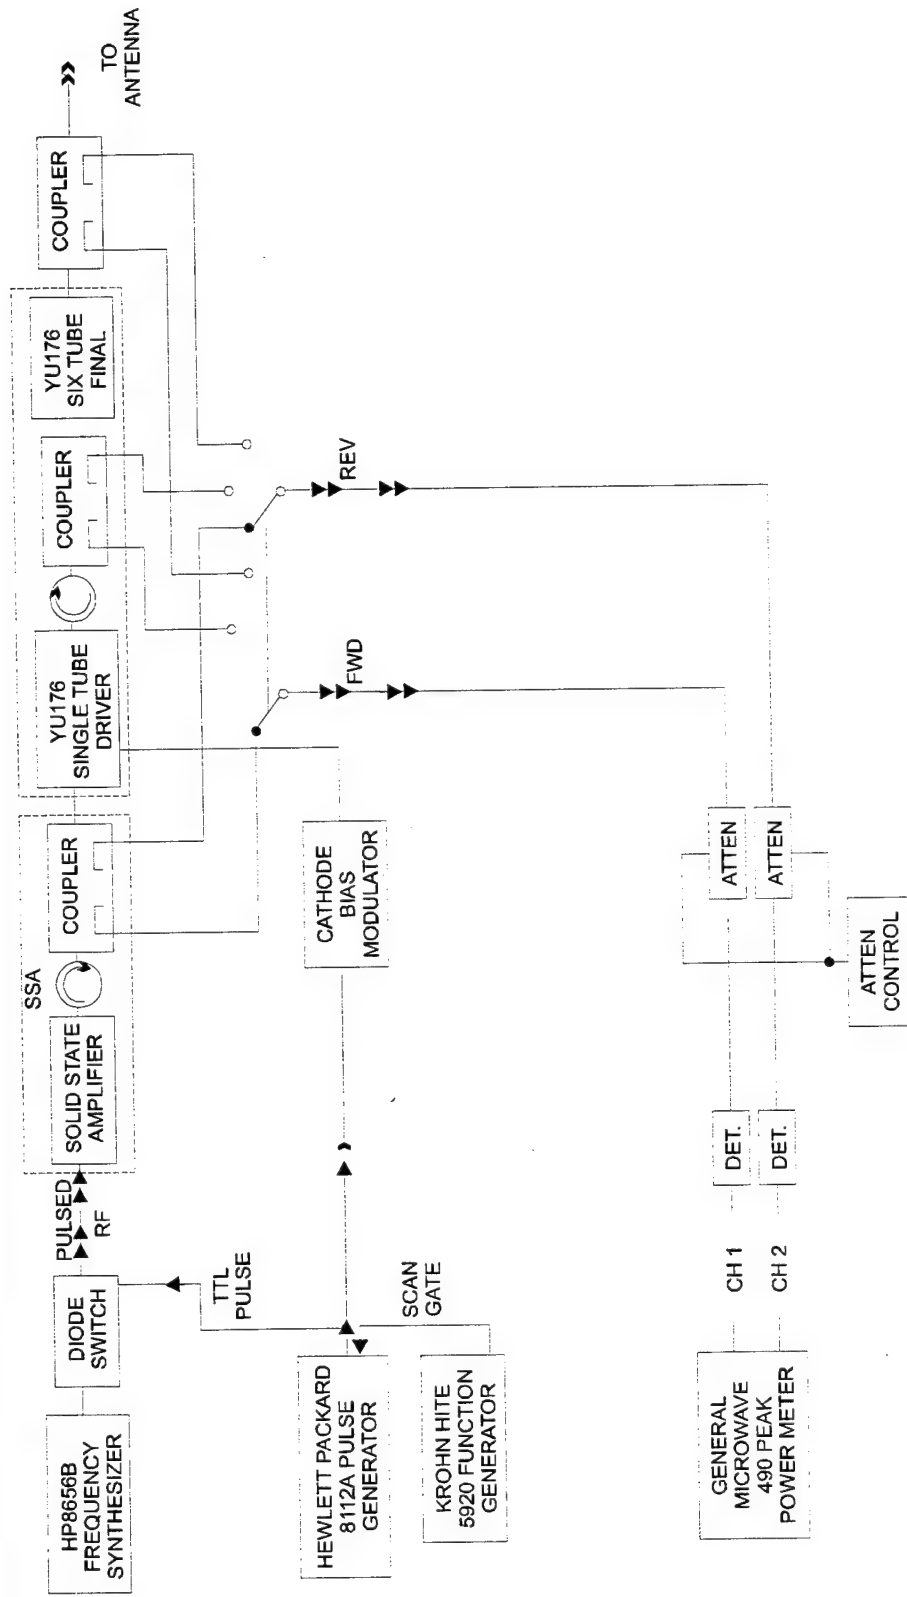 HP8656B
FREQUENCY
SYNTHESIZER
DIODE
SWITCH
PULSED
RF
SSA
SOLID STATE
AMPLIFIER
COUPLER
YU176
SINGLE TUBE
DRIVER
COUPLER
YU176
SIX TUBE
FINAL
COUPLER
TO
ANTENNA
TTL
PULSE
HEWLETT PACKARD
8112A PULSE
GENERATOR
SCAN
GATE
KROHN HITE
5920 FUNCTION
GENERATOR
CATHODE
BIAS
MODULATOR
FWD
REV
GENERAL
MICROWAVE
490 PEAK
POWER METER
CH 1
CH 2
DET.
DET.
ATTEN
ATTEN
ATTEN
CONTROL